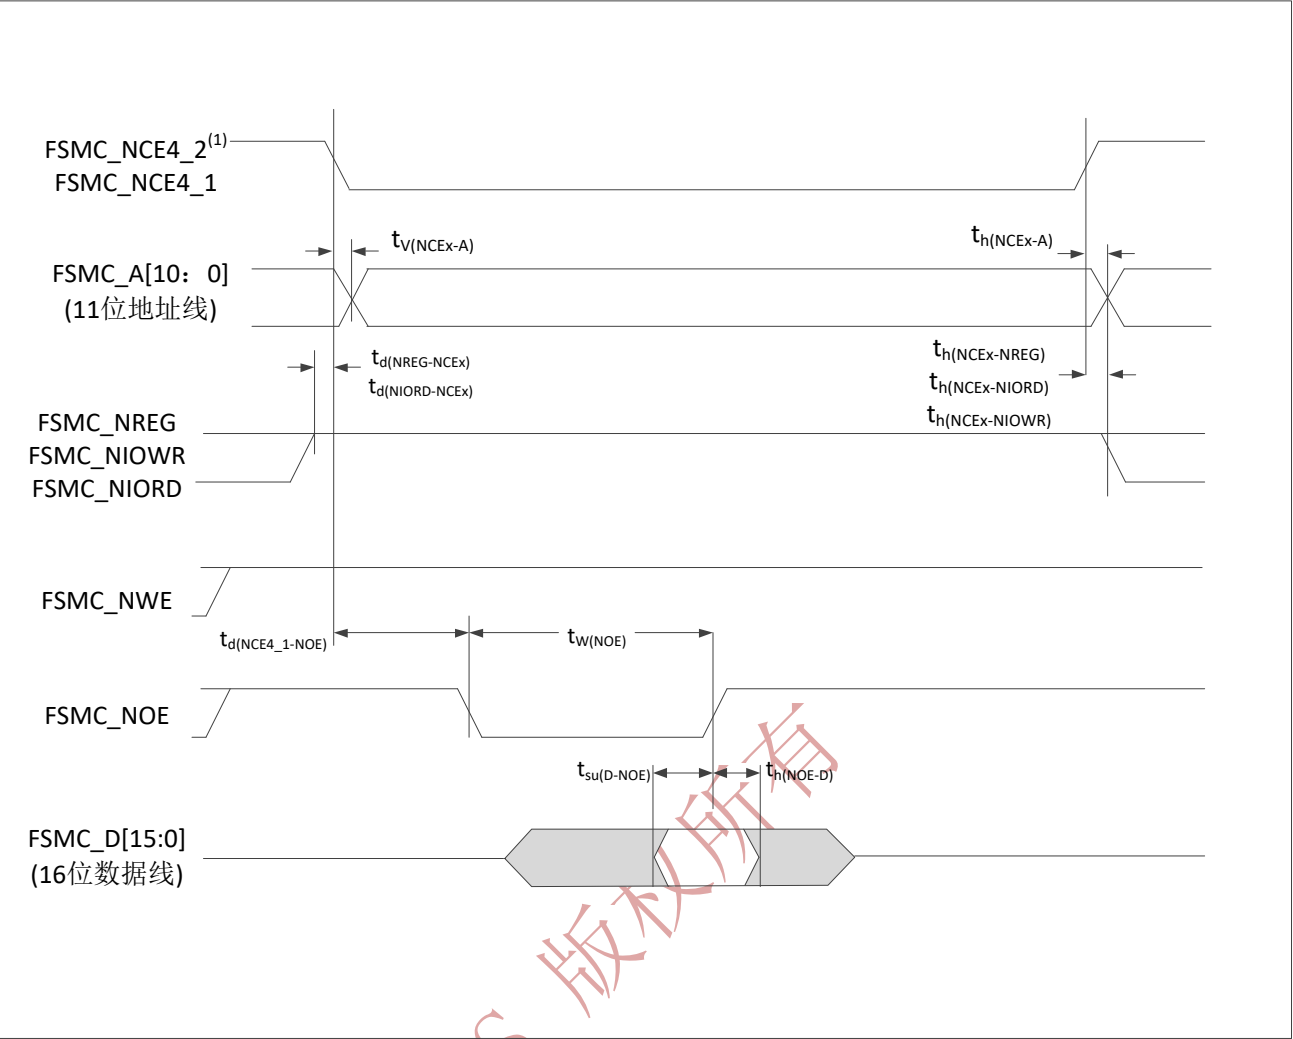 FSMC_NCE4_2(1)
FSMC_NCE4_1
tV(NCEx-A)
th(NCEx-A)
FSMC_A[10：0]
(11位地址线)
td(NREG-NCEx)
td(NIORD-NCEx)
th(NCEx-NREG)
th(NCEx-NIORD)
th(NCEx-NIOWR)
FSMC_NREG
FSMC_NIOWR
FSMC_NIORD
FSMC_NWE
td(NCE4_1-NOE)
tW(NOE)
FSMC_NOE
tsu(D-NOE)
th(NOE-D)
FSMC_D[15:0]
(16位数据线)
S 版权所有